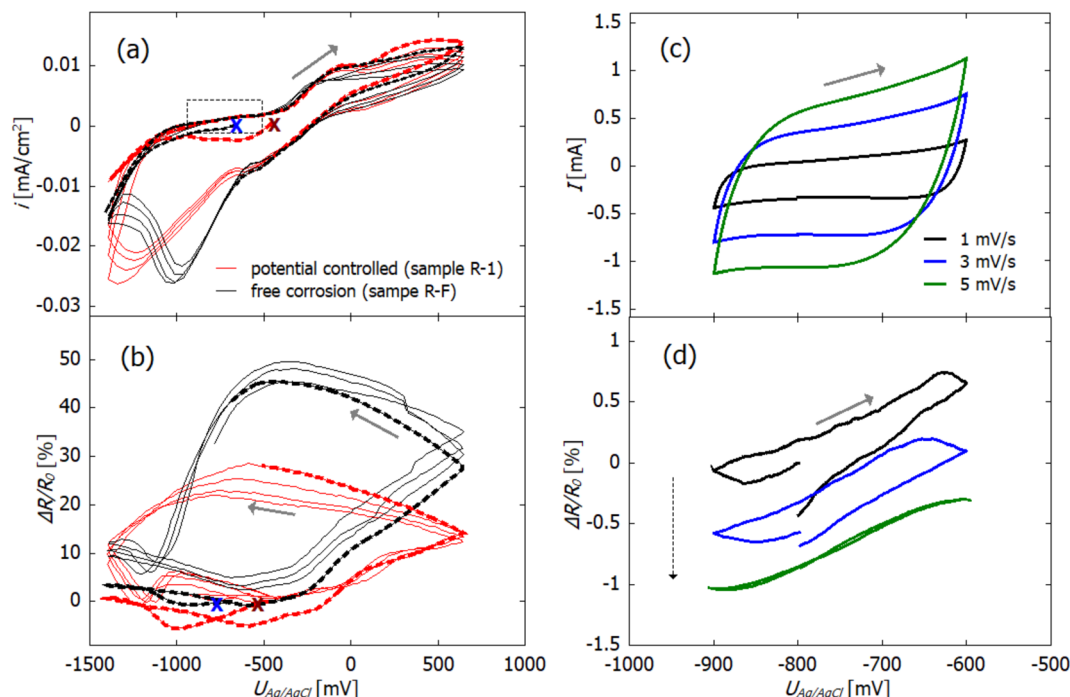 (a)
0.01
0
-0.01
-0.02
-0.03
i [mA/cm²]
X
X
potential controlled (sample R-1)
free corrosion (sampe R-F)
(c)
1.5
1
0.5
0
-0.5
-1
-1.5
I [mA]
1 mV/s
3 mV/s
5 mV/s
(b)
50
40
30
20
10
0
ΔR/R0 [%]
X
X
-1500
-1000
-500
0
500
1000
UAg/AgCl [mV]
(d)
1
0.5
0
-0.5
-1
-1.5
ΔR/R0 [%]
-1000
-900
-800
-700
-600
-500
UAg/AgCl [mV]